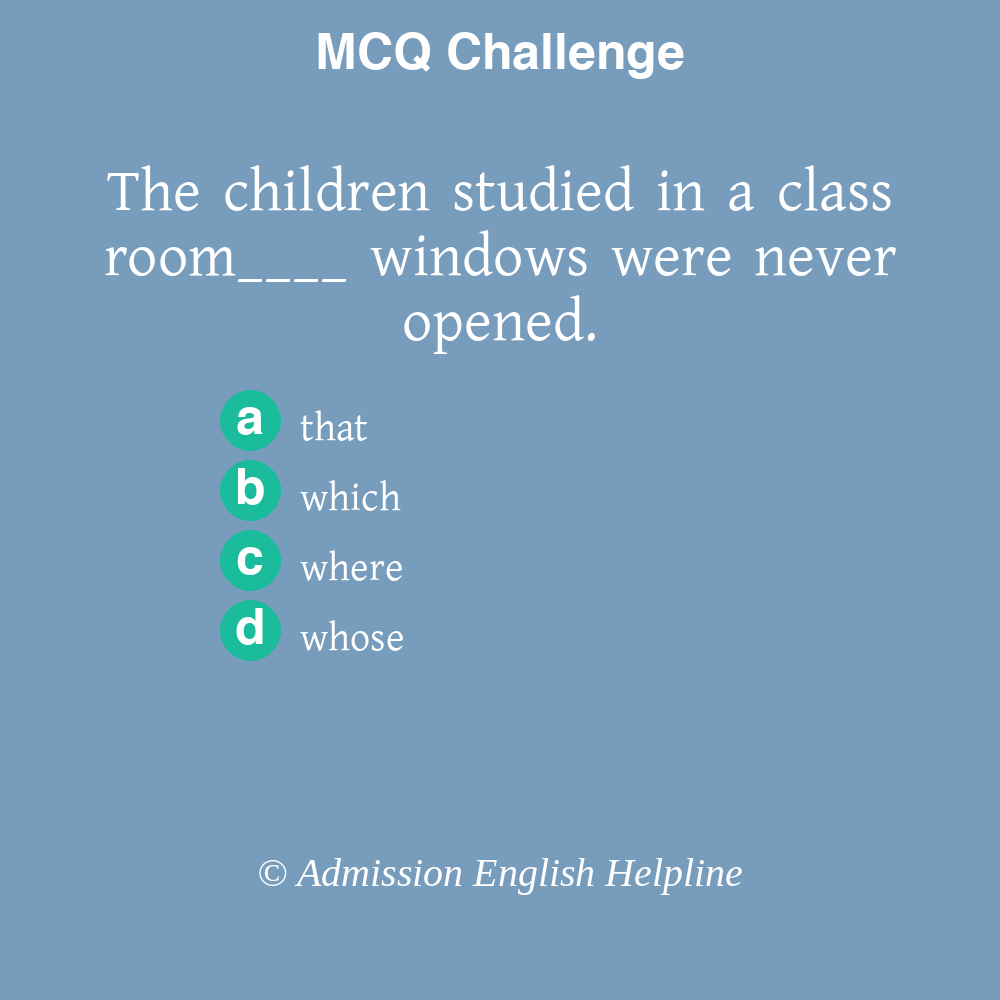 MCQ Challenge
The children studied in a class
room____ windows were never
opened.
a that
b which
c where
d whose
© Admission English Helpline